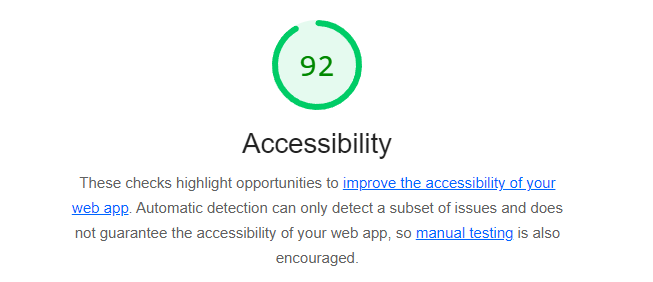 92
Accessibility
These checks highlight opportunities to improve the accessibility of your
web app. Automatic detection can only detect a subset of issues and does
not guarantee the accessibility of your web app, so manual testing is also
encouraged.